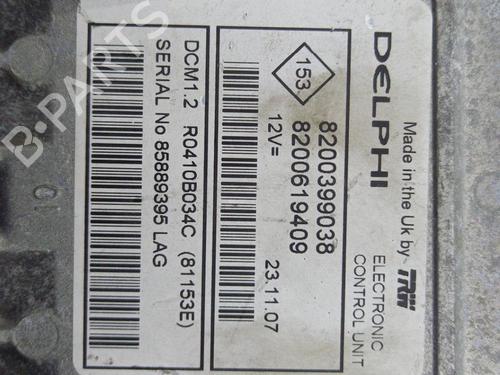 DELPHI
Made in the Uk by TRW
ELECTRONIC
CONTROL UNIT
153
8200399038
8200619409
12V=
23.11.07
DCM1.2 R0410B034C (81153E)
SERIAL No 85889395 LAG
B-PARTS